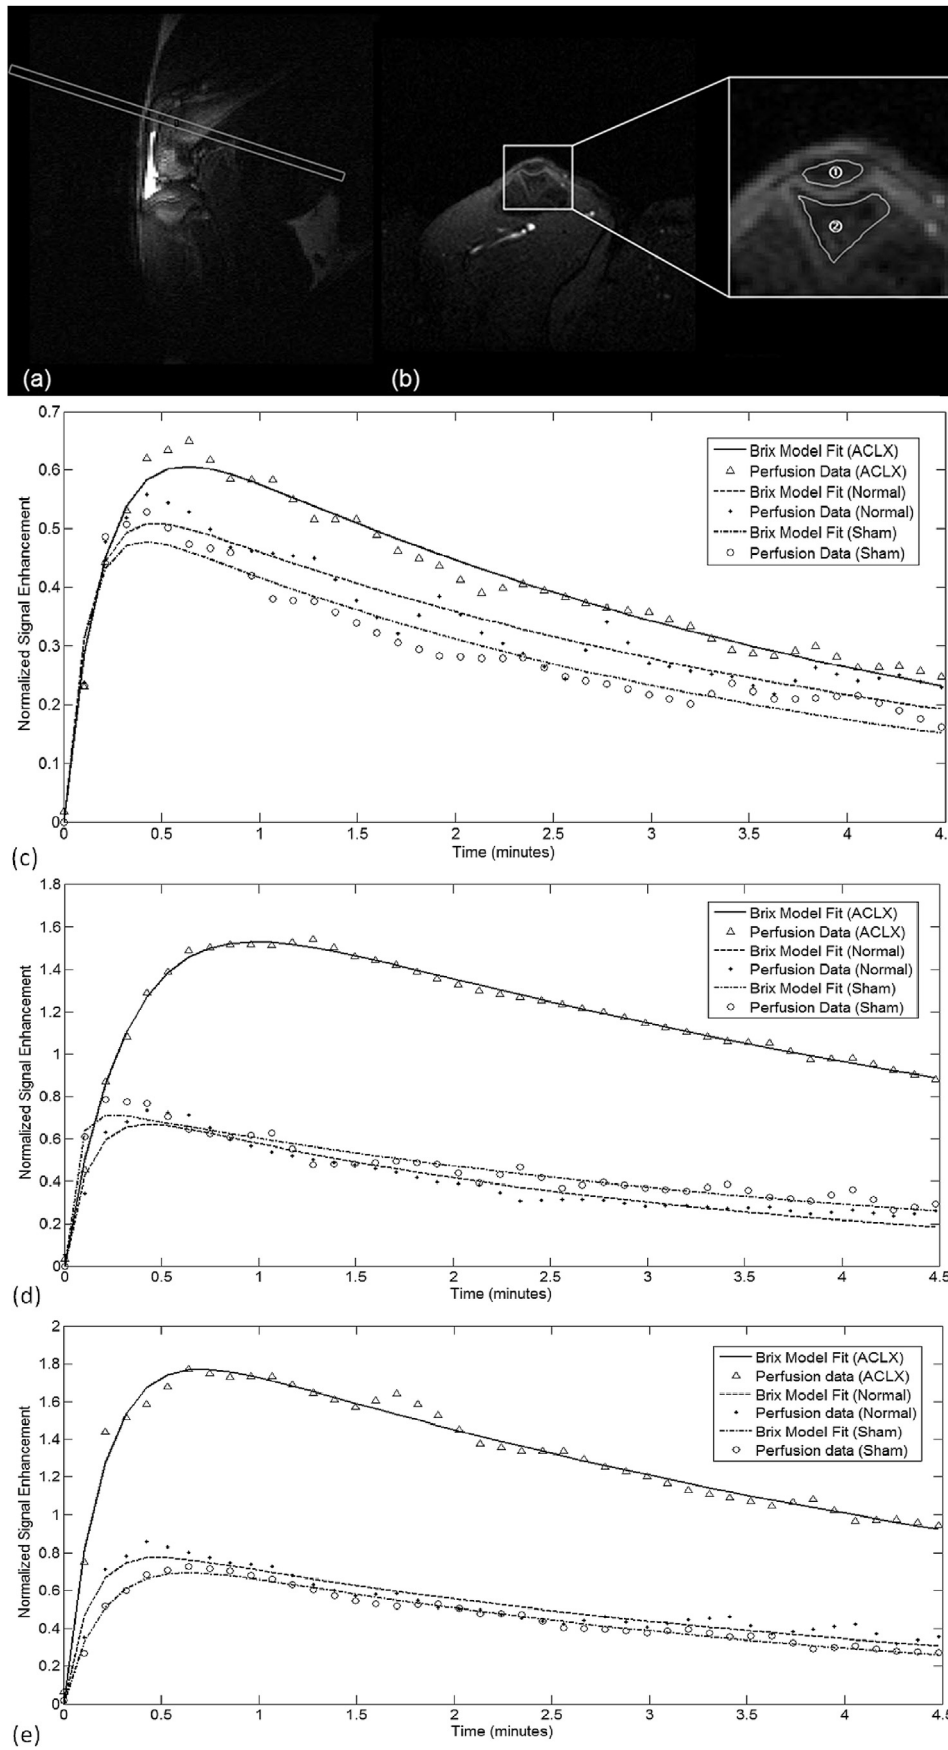 ①
②
(a)
(b)
0.7
0.6
0.5
0.4
0.3
0.2
0.1
0
Normalized Signal Enhancement
Brix Model Fit (ACLX)
Perfusion Data (ACLX)
Brix Model Fit (Normal)
Perfusion Data (Normal)
Brix Model Fit (Sham)
Perfusion Data (Sham)
0 0.5 1 1.5 2 2.5 3 3.5 4 4.
Time (minutes)
(c)
1.8
1.6
1.4
1.2
1
0.8
0.6
0.4
0.2
0
Normalized Signal Enhancement
Brix Model Fit (ACLX)
Perfusion Data (ACLX)
Brix Model Fit (Normal)
Perfusion Data (Normal)
Brix Model Fit (Sham)
Perfusion Data (Sham)
0 0.5 1 1.5 2 2.5 3 3.5 4 4.5
Time (minutes)
(d)
2
1.8
1.6
1.4
1.2
1
0.8
0.6
0.4
0.2
0
Normalized Signal Enhancement
Brix Model Fit (ACLX)
Perfusion data (ACLX)
Brix Model Fit (Normal)
Perfusion data (Normal)
Brix Model Fit (Sham)
Perfusion data (Sham)
0 0.5 1 1.5 2 2.5 3 3.5 4 4.5
Time (minutes)
(e)